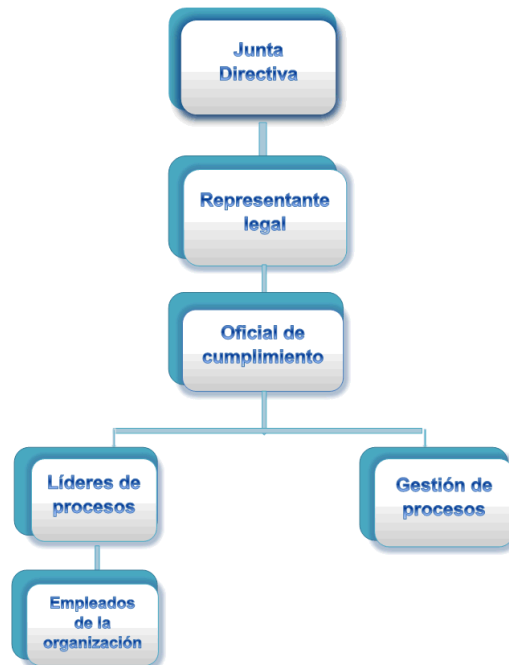 Junta
Directiva
Representante
legal
Oficial de
cumplimiento
Líderes de
procesos
Gestión de
procesos
Empleados
de la
organización